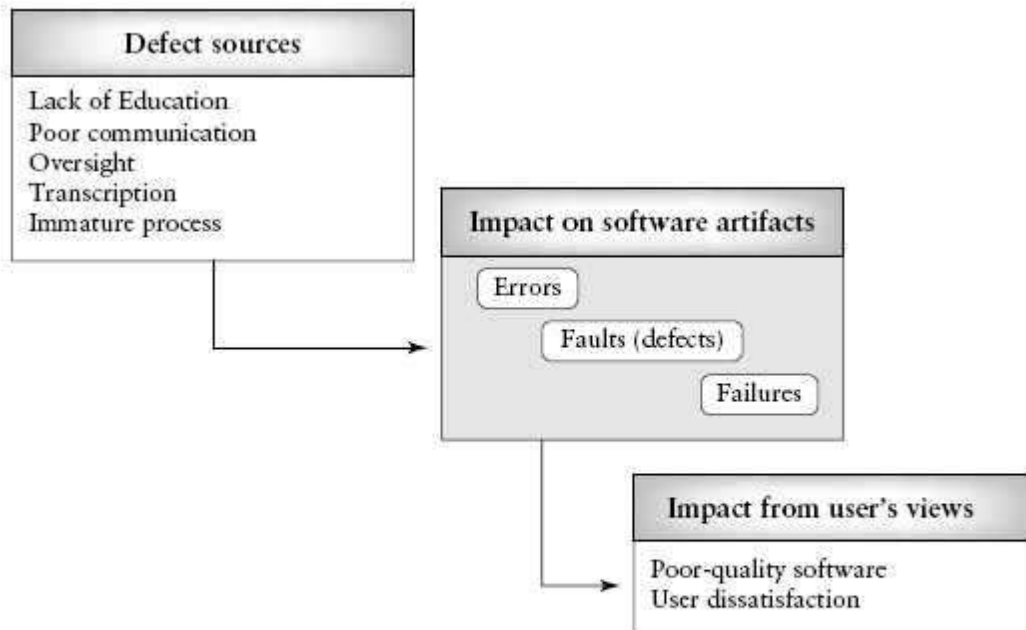 Defect sources
Lack of Education
Poor communication
Oversight
Transcription
Immature process
Impact on software artifacts
Errors
Faults (defects)
Failures
Impact from user's views
Poor-quality software
User dissatisfaction